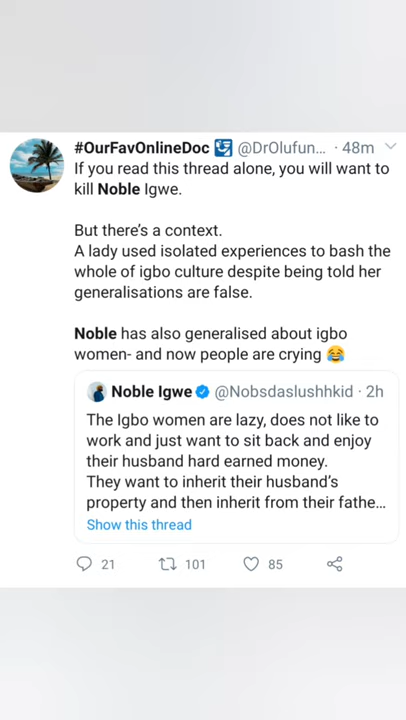 #OurFavOnlineDoc @DrOlufun... · 48m
If you read this thread alone, you will want to
kill Noble Igwe.
But there's a context.
A lady used isolated experiences to bash the
whole of igbo culture despite being told her
generalisations are false.
Noble has also generalised about igbo
women- and now people are crying 😂
Noble Igwe @Nobsdaslushhkid · 2h
The Igbo women are lazy, does not like to
work and just want to sit back and enjoy
their husband hard earned money.
They want to inherit their husband's
property and then inherit from their fathe...
Show this thread
21 101 85